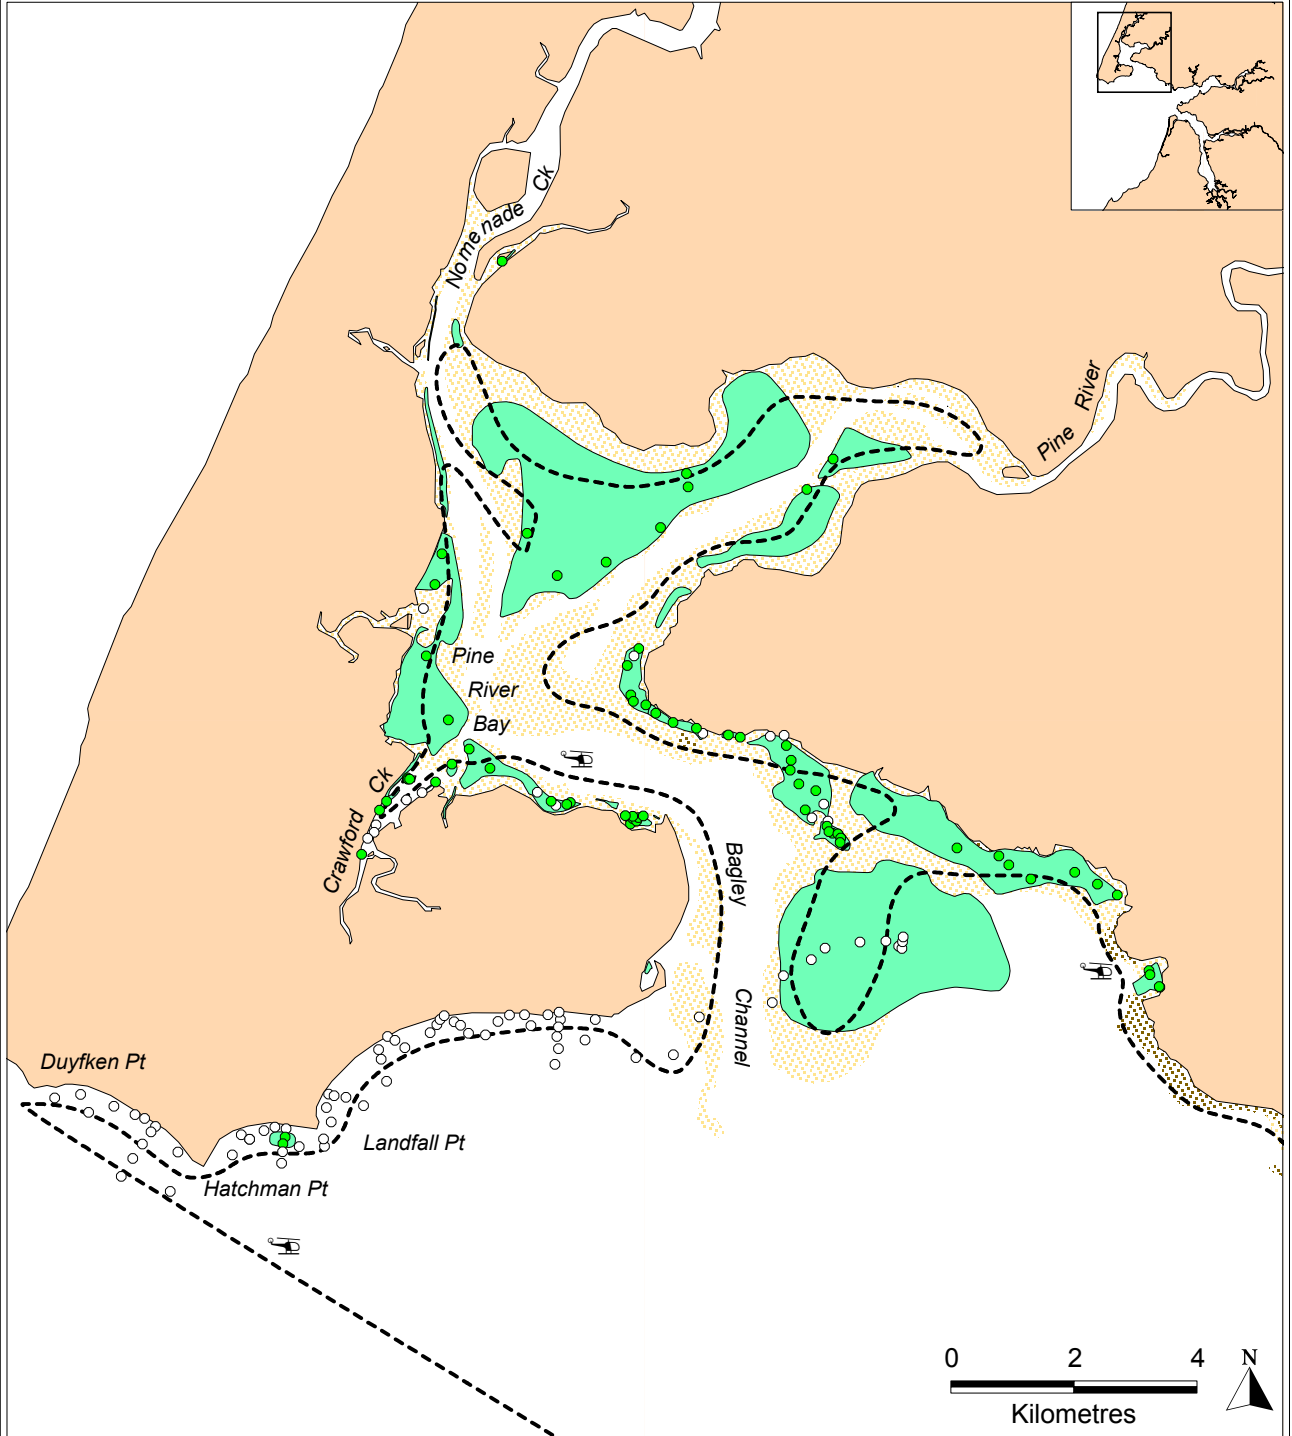 Nomenade Ck
Pine River
Pine
River
Bay
Crawford Ck
Bagley Channel
Duyfken Pt
Landfall Pt
Hatchman Pt
0 2 4
Kilometres
N